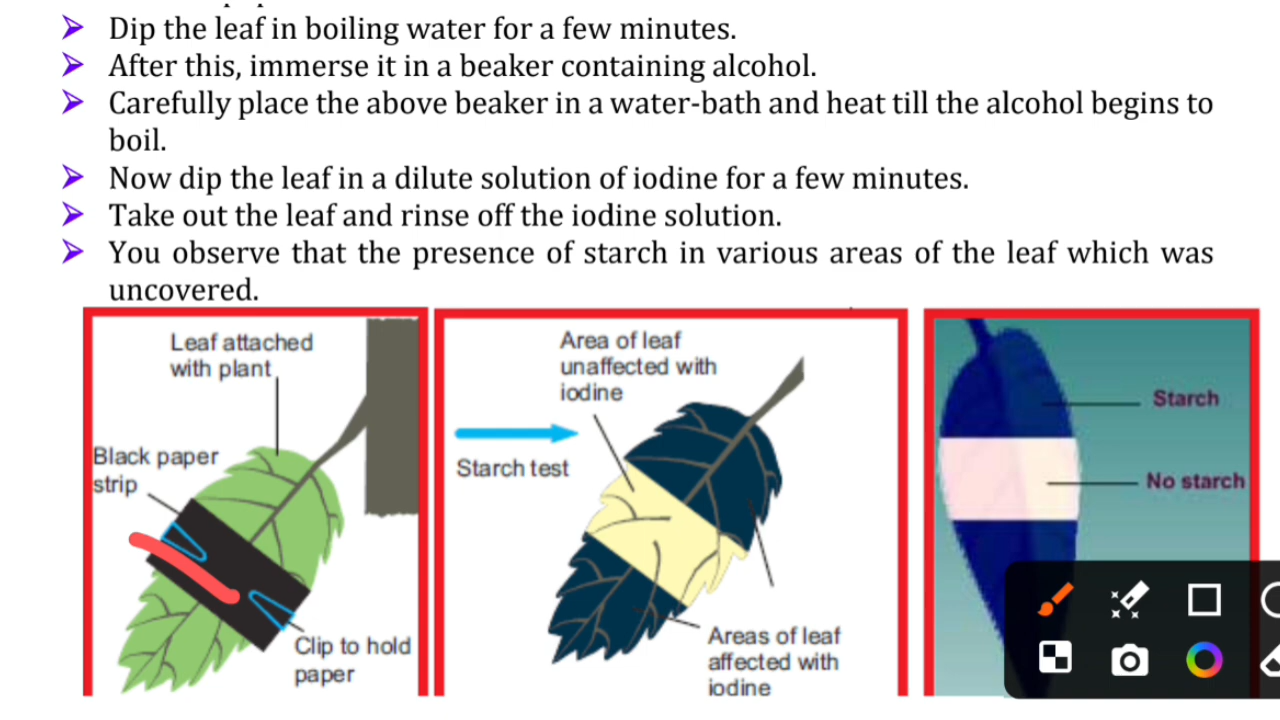 Dip the leaf in boiling water for a few minutes.
After this, immerse it in a beaker containing alcohol.
Carefully place the above beaker in a water-bath and heat till the alcohol begins to
boil.
Now dip the leaf in a dilute solution of iodine for a few minutes.
Take out the leaf and rinse off the iodine solution.
You observe that the presence of starch in various areas of the leaf which was
uncovered.
Leaf attached
with plant
Black paper
strip
Clip to hold
paper
Area of leaf
unaffected with
iodine
Starch test
Areas of leaf
affected with
iodine
Starch
No starch